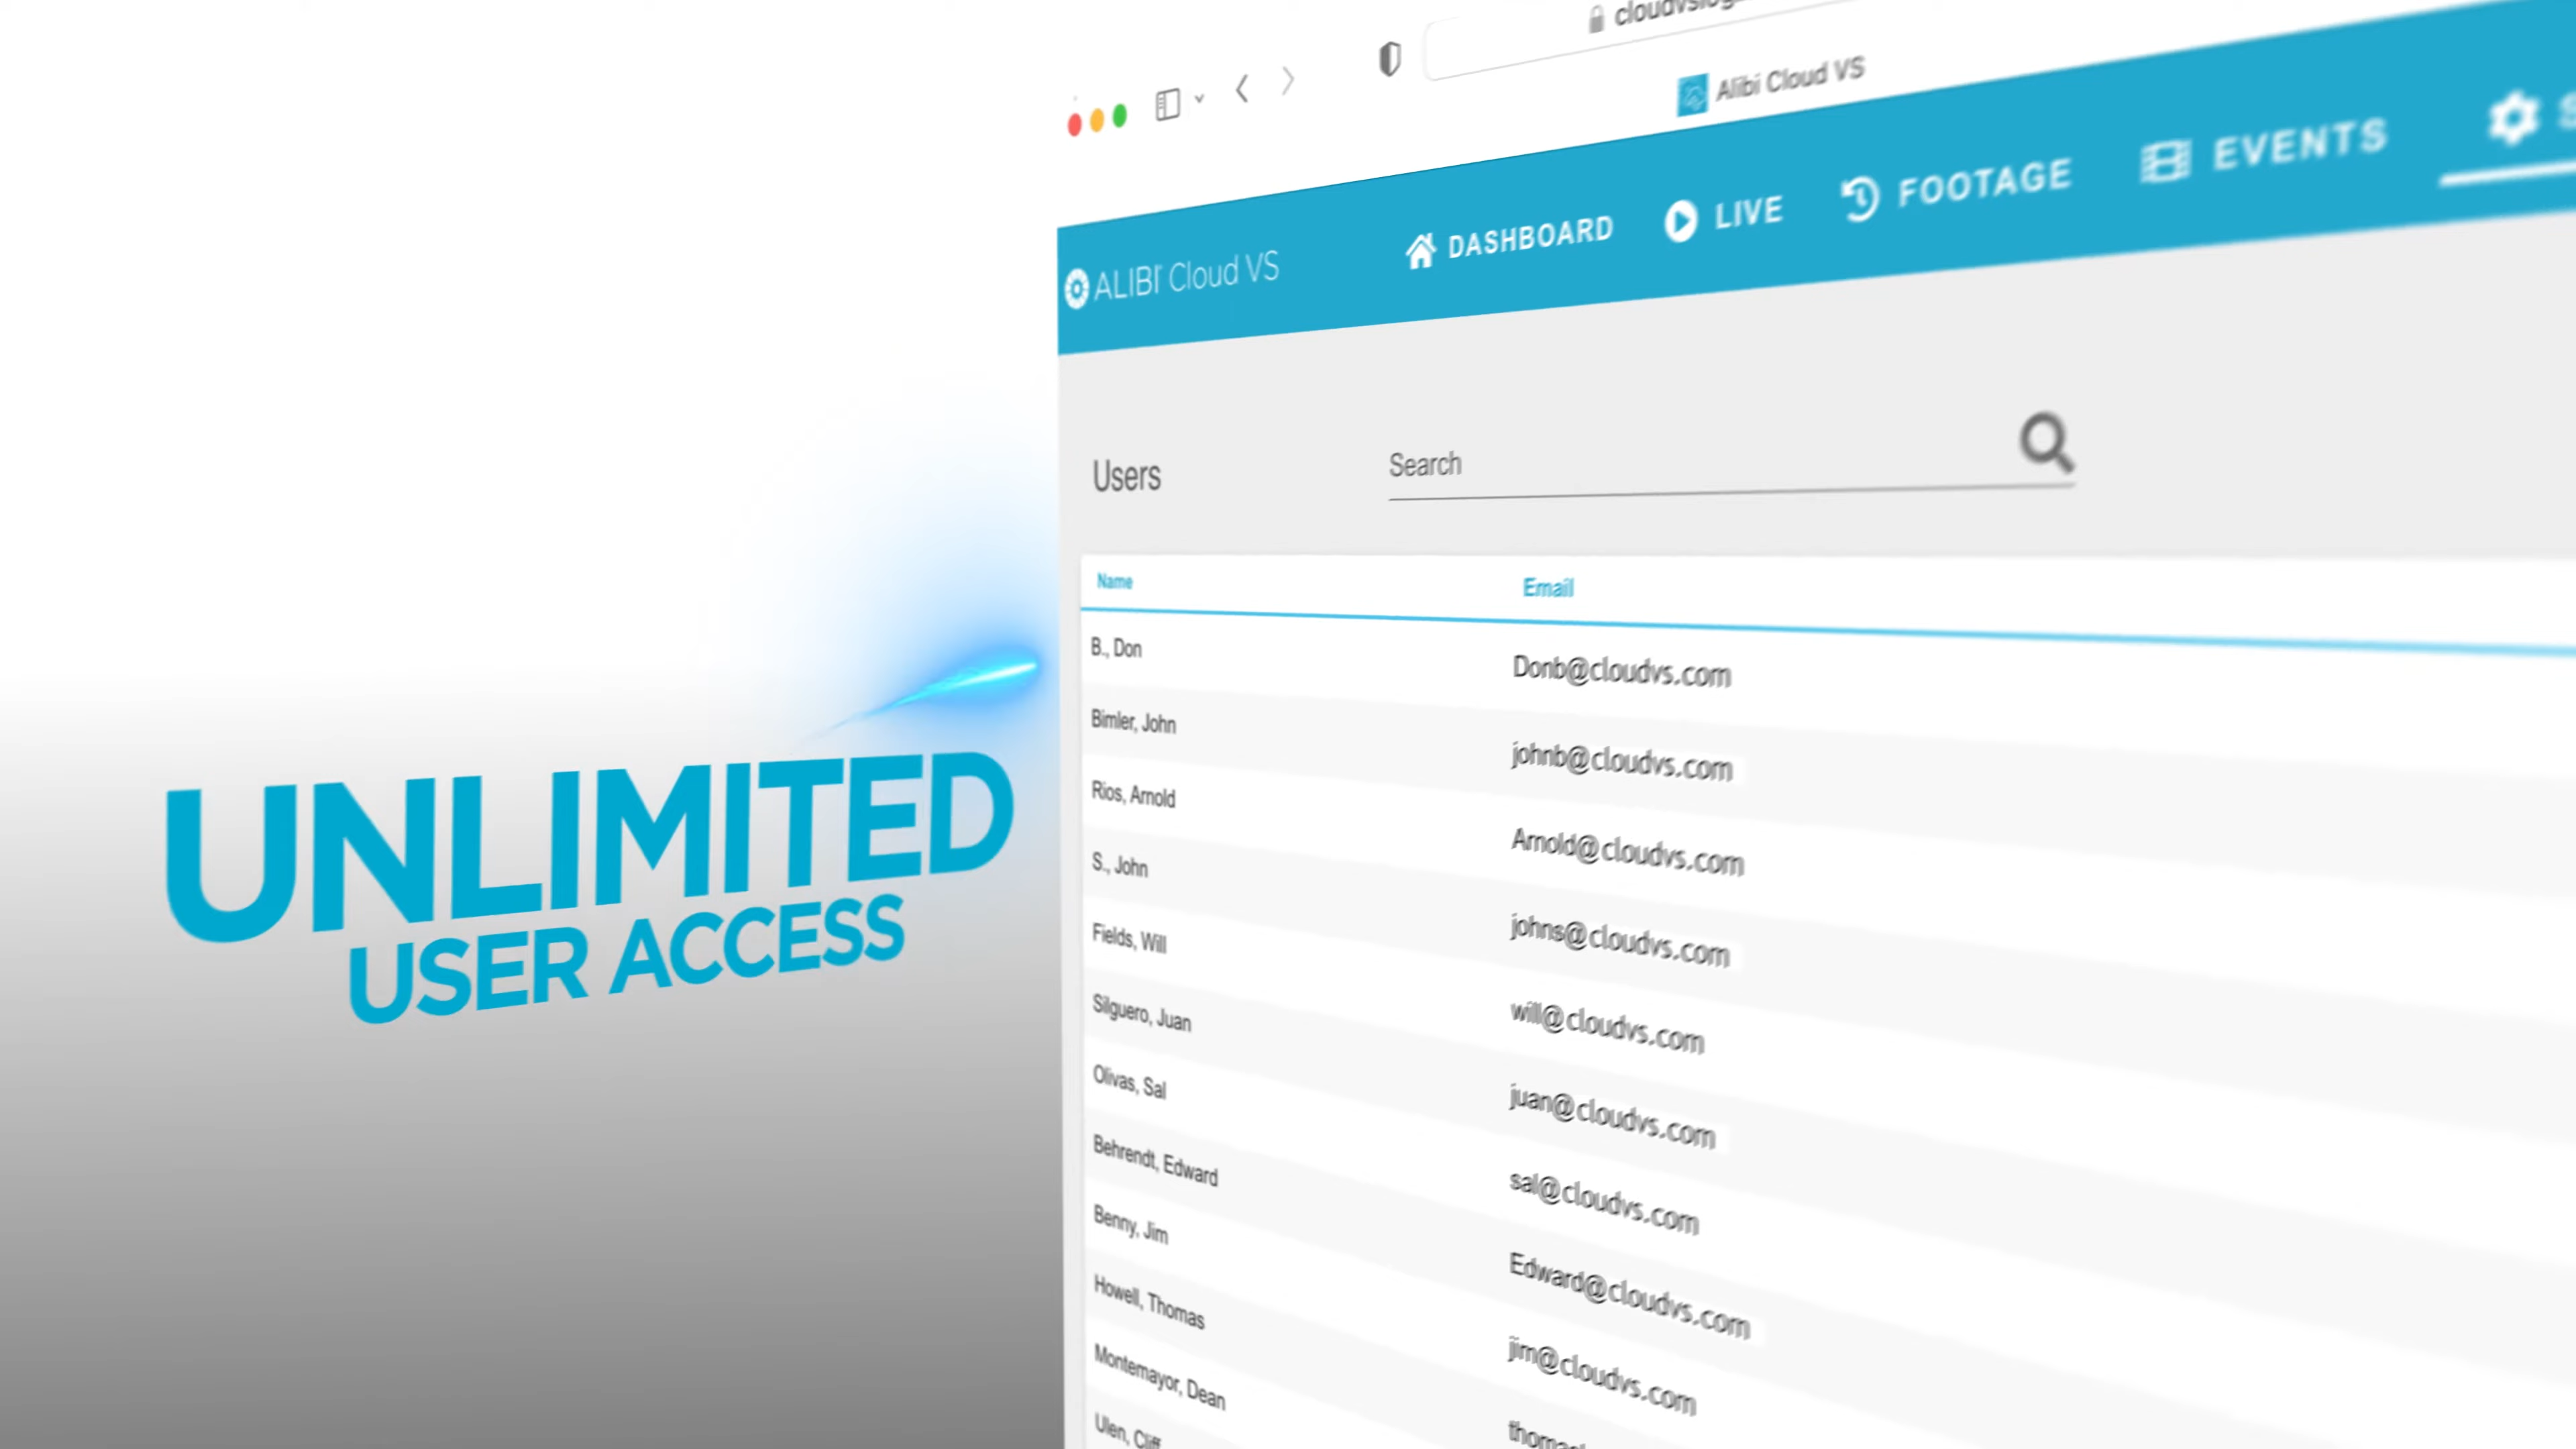 Alibi Cloud VS
ALIBI Cloud VS
DASHBOARD
LIVE
FOOTAGE
EVENTS
UNLIMITED
USER ACCESS
Users
Search
Name Email
B., Don Donb@cloudvs.com
Bimler, John johnb@cloudvs.com
Rios, Arnold Arnold@cloudvs.com
S., John johns@cloudvs.com
Fields, Will will@cloudvs.com
Silguero, Juan juan@cloudvs.com
Olivas, Sal sal@cloudvs.com
Behrendt, Edward Edward@cloudvs.com
Benny, Jim jim@cloudvs.com
Howell, Thomas
Montemayor, Dean
Ulen, Cliff